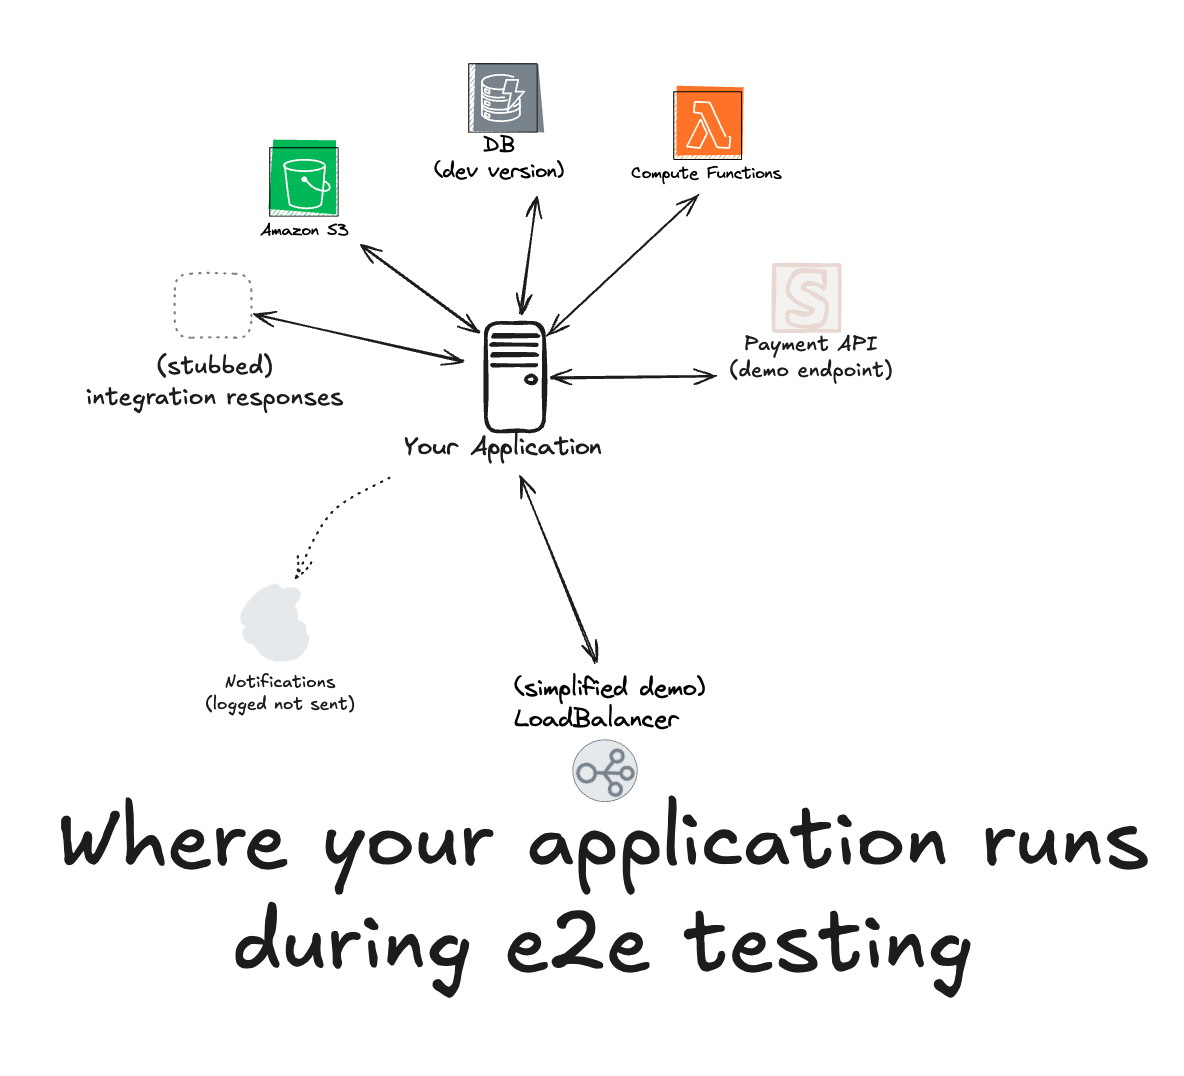 DB
(dev version)
Compute Functions
Amazon S3
Payment API
(demo endpoint)
(stubbed)
integration responses
Your Application
Notifications
(logged not sent)
(simplified demo)
LoadBalancer
Where your application runs
during e2e testing